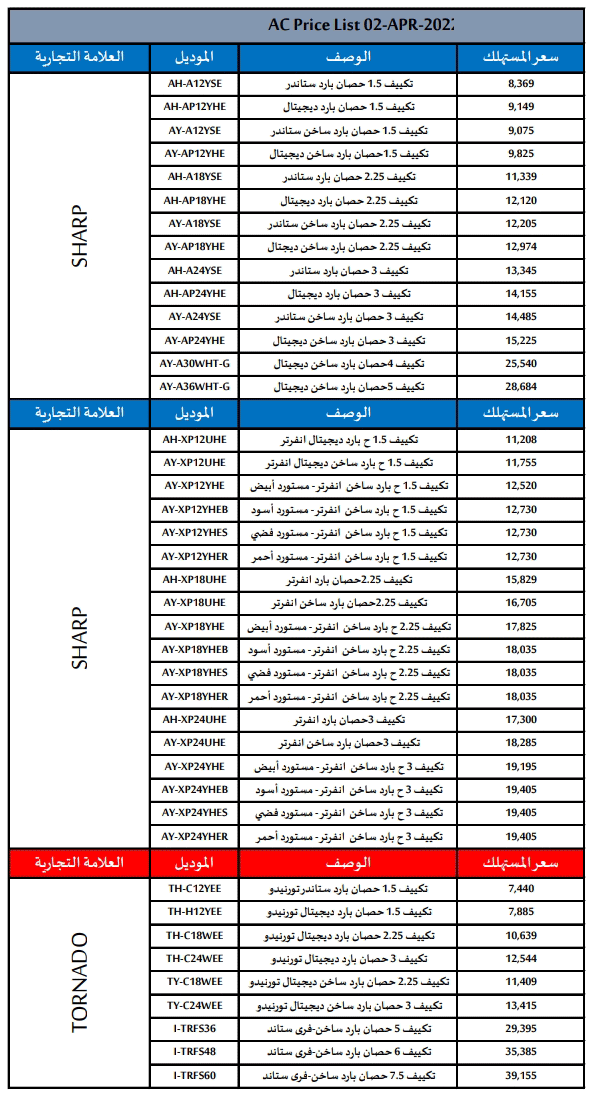 AC Price List 02-APR-2022
العلامة التجارية الموديل الوصف سعر المستهلك
SHARP
AH-A12YSE تكييف 1.5 حصان بارد ستاندر 8,369
AH-AP12YHE تكييف 1.5 حصان بارد ديجيتال 9,149
AY-A12YSE تكييف 1.5 حصان بارد ساخن ستاندر 9,075
AY-AP12YHE تكييف 1.5حصان بارد ساخن ديجيتال 9,825
AH-A18YSE تكييف 2.25 حصان بارد ستاندر 11,339
AH-AP18YHE تكييف 2.25 حصان بارد ديجيتال 12,120
AY-A18YSE تكييف 2.25 حصان بارد ساخن ستاندر 12,205
AY-AP18YHE تكييف 2.25 حصان بارد ساخن ديجتال 12,974
AH-A24YSE تكييف 3 حصان بارد ستاندر 13,345
AH-AP24YHE تكييف 3 حصان بارد ديجيتال 14,155
AY-A24YSE تكييف 3 حصان بارد ساخن ستاندر 14,485
AY-AP24YHE تكييف 3 حصان بارد ساخن ديجيتال 15,225
AY-A30WHT-G تكييف 4حصان بارد ساخن ديجيتال 25,540
AY-A36WHT-G تكييف 5حصان بارد ساخن ديجيتال 28,684
العلامة التجارية الموديل الوصف سعر المستهلك
SHARP
AH-XP12UHE تكييف 1.5 ح بارد ديجيتال انفرتر 11,208
AY-XP12UHE تكييف 1.5 ح بارد ساخن ديجيتال انفرتر 11,755
AY-XP12YHE تكييف 1.5 ح بارد ساخن انفرتر- مستورد أبيض 12,520
AY-XP12YHEB تكييف 1.5 ح بارد ساخن انفرتر- مستورد أسود 12,730
AY-XP12YHES تكييف 1.5 ح بارد ساخن انفرتر- مستورد فضي 12,730
AY-XP12YHER تكييف 1.5 ح بارد ساخن انفرتر- مستورد أحمر 12,730
AH-XP18UHE تكييف 2.25حصان بارد انفرتر 15,829
AY-XP18UHE تكييف 2.25حصان بارد ساخن انفرتر 16,705
AY-XP18YHE تكييف 2.25 ح بارد ساخن انفرتر- مستورد أبيض 17,825
AY-XP18YHEB تكييف 2.25 ح بارد ساخن انفرتر- مستورد أسود 18,035
AY-XP18YHES تكييف 2.25 ح بارد ساخن انفرتر- مستورد فضي 18,035
AY-XP18YHER تكييف 2.25 ح بارد ساخن انفرتر- مستورد أحمر 18,035
AH-XP24UHE تكييف 3حصان بارد انفرتر 17,300
AY-XP24UHE تكييف 3حصان بارد ساخن انفرتر 18,285
AY-XP24YHE تكييف 3 ح بارد ساخن انفرتر- مستورد أبيض 19,195
AY-XP24YHEB تكييف 3 ح بارد ساخن انفرتر- مستورد أسود 19,405
AY-XP24YHES تكييف 3 ح بارد ساخن انفرتر- مستورد فضي 19,405
AY-XP24YHER تكييف 3 ح بارد ساخن انفرتر- مستورد أحمر 19,405
العلامة التجارية الموديل الوصف سعر المستهلك
TORNADO
TH-C12YEE تكييف 1.5 حصان بارد ستاندر تورنيدو 7,440
TH-H12YEE تكييف 1.5 حصان بارد ديجيتال تورنيدو 7,885
TH-C18WEE تكييف 2.25 حصان بارد ديجيتال تورنيدو 10,639
TH-C24WEE تكييف 3 حصان بارد ديجيتال تورنيدو 12,544
TY-C18WEE تكييف 2.25 حصان بارد ساخن ديجيتال تورنيدو 11,409
TY-C24WEE تكييف 3 حصان بارد ساخن ديجيتال تورنيدو 13,415
I-TRFS36 تكييف 5 حصان بارد ساخن-فرى ستاند 29,395
I-TRFS48 تكييف 6 حصان بارد ساخن-فرى ستاند 35,385
I-TRFS60 تكييف 7.5 حصان بارد ساخن-فرى ستاند 39,155